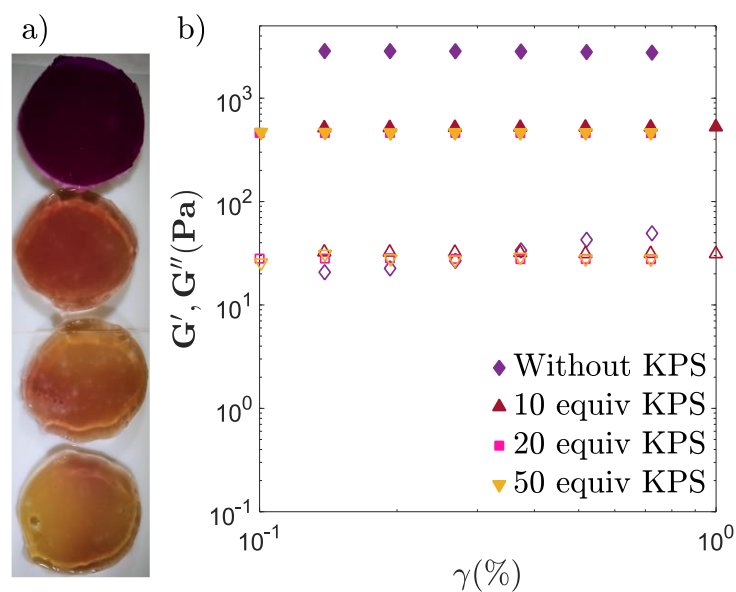 a)
b)
G′, G″(Pa)
10^3
10^2
10^1
10^0
10^-1
Without KPS
10 equiv KPS
20 equiv KPS
50 equiv KPS
10^-1
10^0
γ(%)